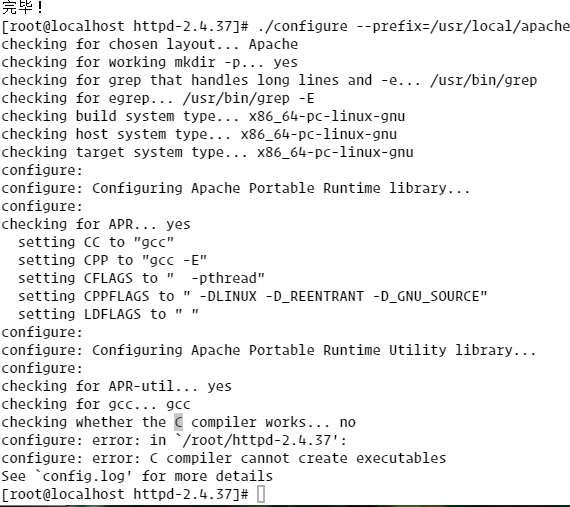 完毕！
[root@localhost httpd-2.4.37]# ./configure --prefix=/usr/local/apache
checking for chosen layout... Apache
checking for working mkdir -p... yes
checking for grep that handles long lines and -e... /usr/bin/grep
checking for egrep... /usr/bin/grep -E
checking build system type... x86_64-pc-linux-gnu
checking host system type... x86_64-pc-linux-gnu
checking target system type... x86_64-pc-linux-gnu
configure:
configure: Configuring Apache Portable Runtime library...
configure:
checking for APR... yes
  setting CC to "gcc"
  setting CPP to "gcc -E"
  setting CFLAGS to "  -pthread"
  setting CPPFLAGS to " -DLINUX -D_REENTRANT -D_GNU_SOURCE"
  setting LDFLAGS to " "
configure:
configure: Configuring Apache Portable Runtime Utility library...
configure:
checking for APR-util... yes
checking for gcc... gcc
checking whether the C compiler works... no
configure: error: in `/root/httpd-2.4.37':
configure: error: C compiler cannot create executables
See `config.log' for more details
[root@localhost httpd-2.4.37]#